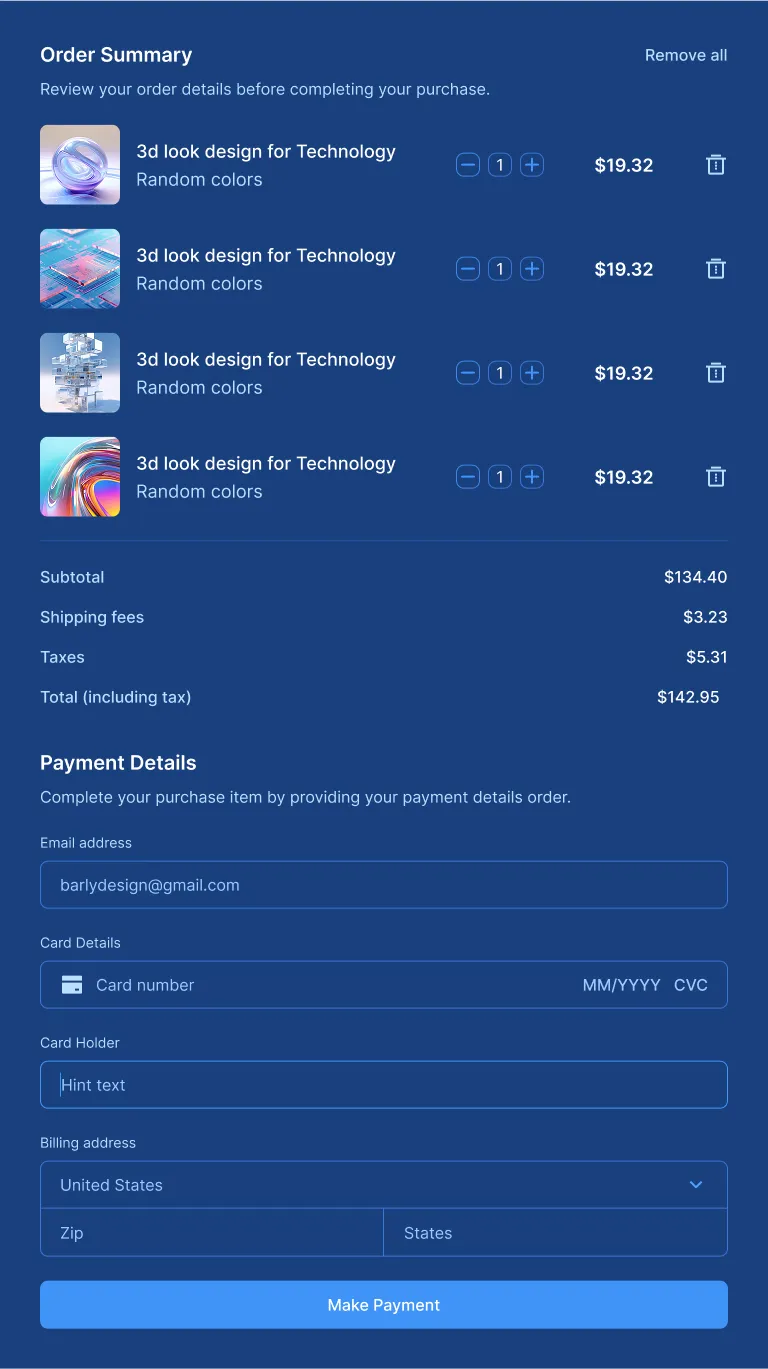 Order Summary
Remove all
Review your order details before completing your purchase.
3d look design for Technology
Random colors
1
$19.32
3d look design for Technology
Random colors
1
$19.32
3d look design for Technology
Random colors
1
$19.32
3d look design for Technology
Random colors
1
$19.32
Subtotal
$134.40
Shipping fees
$3.23
Taxes
$5.31
Total (including tax)
$142.95
Payment Details
Complete your purchase item by providing your payment details order.
Email address
barlydesign@gmail.com
Card Details
Card number
MM/YYYY CVC
Card Holder
Hint text
Billing address
United States
Zip
States
Make Payment